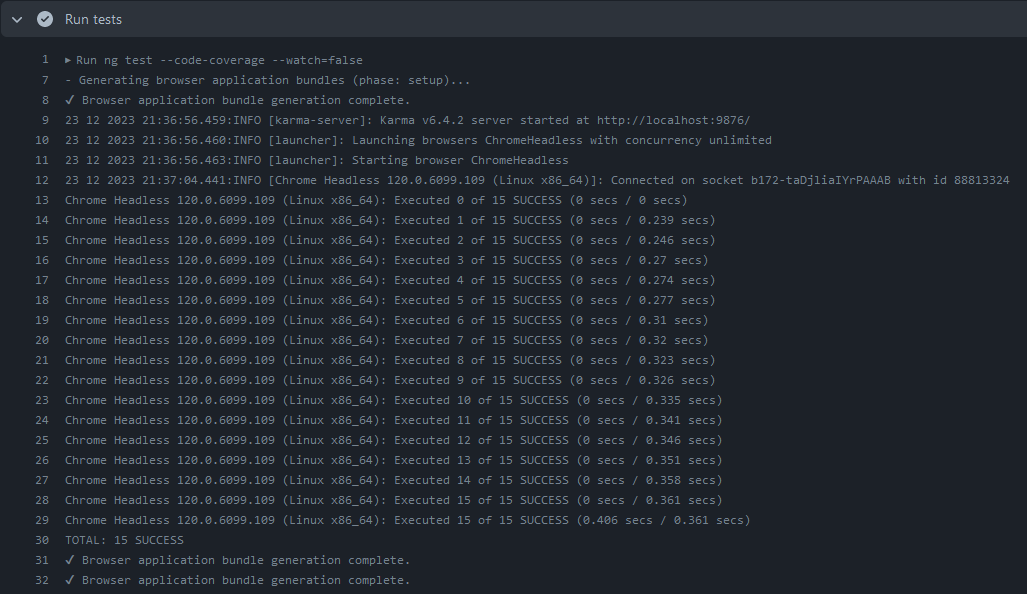 Run tests
1 ▸ Run ng test --code-coverage --watch=false
7 - Generating browser application bundles (phase: setup)...
8 ✓ Browser application bundle generation complete.
9 23 12 2023 21:36:56.459:INFO [karma-server]: Karma v6.4.2 server started at http://localhost:9876/
10 23 12 2023 21:36:56.460:INFO [launcher]: Launching browsers ChromeHeadless with concurrency unlimited
11 23 12 2023 21:36:56.463:INFO [launcher]: Starting browser ChromeHeadless
12 23 12 2023 21:37:04.441:INFO [Chrome Headless 120.0.6099.109 (Linux x86_64)]: Connected on socket b172-taDjliaIYrPAAAB with id 88813324
13 Chrome Headless 120.0.6099.109 (Linux x86_64): Executed 0 of 15 SUCCESS (0 secs / 0 secs)
14 Chrome Headless 120.0.6099.109 (Linux x86_64): Executed 1 of 15 SUCCESS (0 secs / 0.239 secs)
15 Chrome Headless 120.0.6099.109 (Linux x86_64): Executed 2 of 15 SUCCESS (0 secs / 0.246 secs)
16 Chrome Headless 120.0.6099.109 (Linux x86_64): Executed 3 of 15 SUCCESS (0 secs / 0.27 secs)
17 Chrome Headless 120.0.6099.109 (Linux x86_64): Executed 4 of 15 SUCCESS (0 secs / 0.274 secs)
18 Chrome Headless 120.0.6099.109 (Linux x86_64): Executed 5 of 15 SUCCESS (0 secs / 0.277 secs)
19 Chrome Headless 120.0.6099.109 (Linux x86_64): Executed 6 of 15 SUCCESS (0 secs / 0.31 secs)
20 Chrome Headless 120.0.6099.109 (Linux x86_64): Executed 7 of 15 SUCCESS (0 secs / 0.32 secs)
21 Chrome Headless 120.0.6099.109 (Linux x86_64): Executed 8 of 15 SUCCESS (0 secs / 0.323 secs)
22 Chrome Headless 120.0.6099.109 (Linux x86_64): Executed 9 of 15 SUCCESS (0 secs / 0.326 secs)
23 Chrome Headless 120.0.6099.109 (Linux x86_64): Executed 10 of 15 SUCCESS (0 secs / 0.335 secs)
24 Chrome Headless 120.0.6099.109 (Linux x86_64): Executed 11 of 15 SUCCESS (0 secs / 0.341 secs)
25 Chrome Headless 120.0.6099.109 (Linux x86_64): Executed 12 of 15 SUCCESS (0 secs / 0.346 secs)
26 Chrome Headless 120.0.6099.109 (Linux x86_64): Executed 13 of 15 SUCCESS (0 secs / 0.351 secs)
27 Chrome Headless 120.0.6099.109 (Linux x86_64): Executed 14 of 15 SUCCESS (0 secs / 0.358 secs)
28 Chrome Headless 120.0.6099.109 (Linux x86_64): Executed 15 of 15 SUCCESS (0 secs / 0.361 secs)
29 Chrome Headless 120.0.6099.109 (Linux x86_64): Executed 15 of 15 SUCCESS (0.406 secs / 0.361 secs)
30 TOTAL: 15 SUCCESS
31 ✓ Browser application bundle generation complete.
32 ✓ Browser application bundle generation complete.